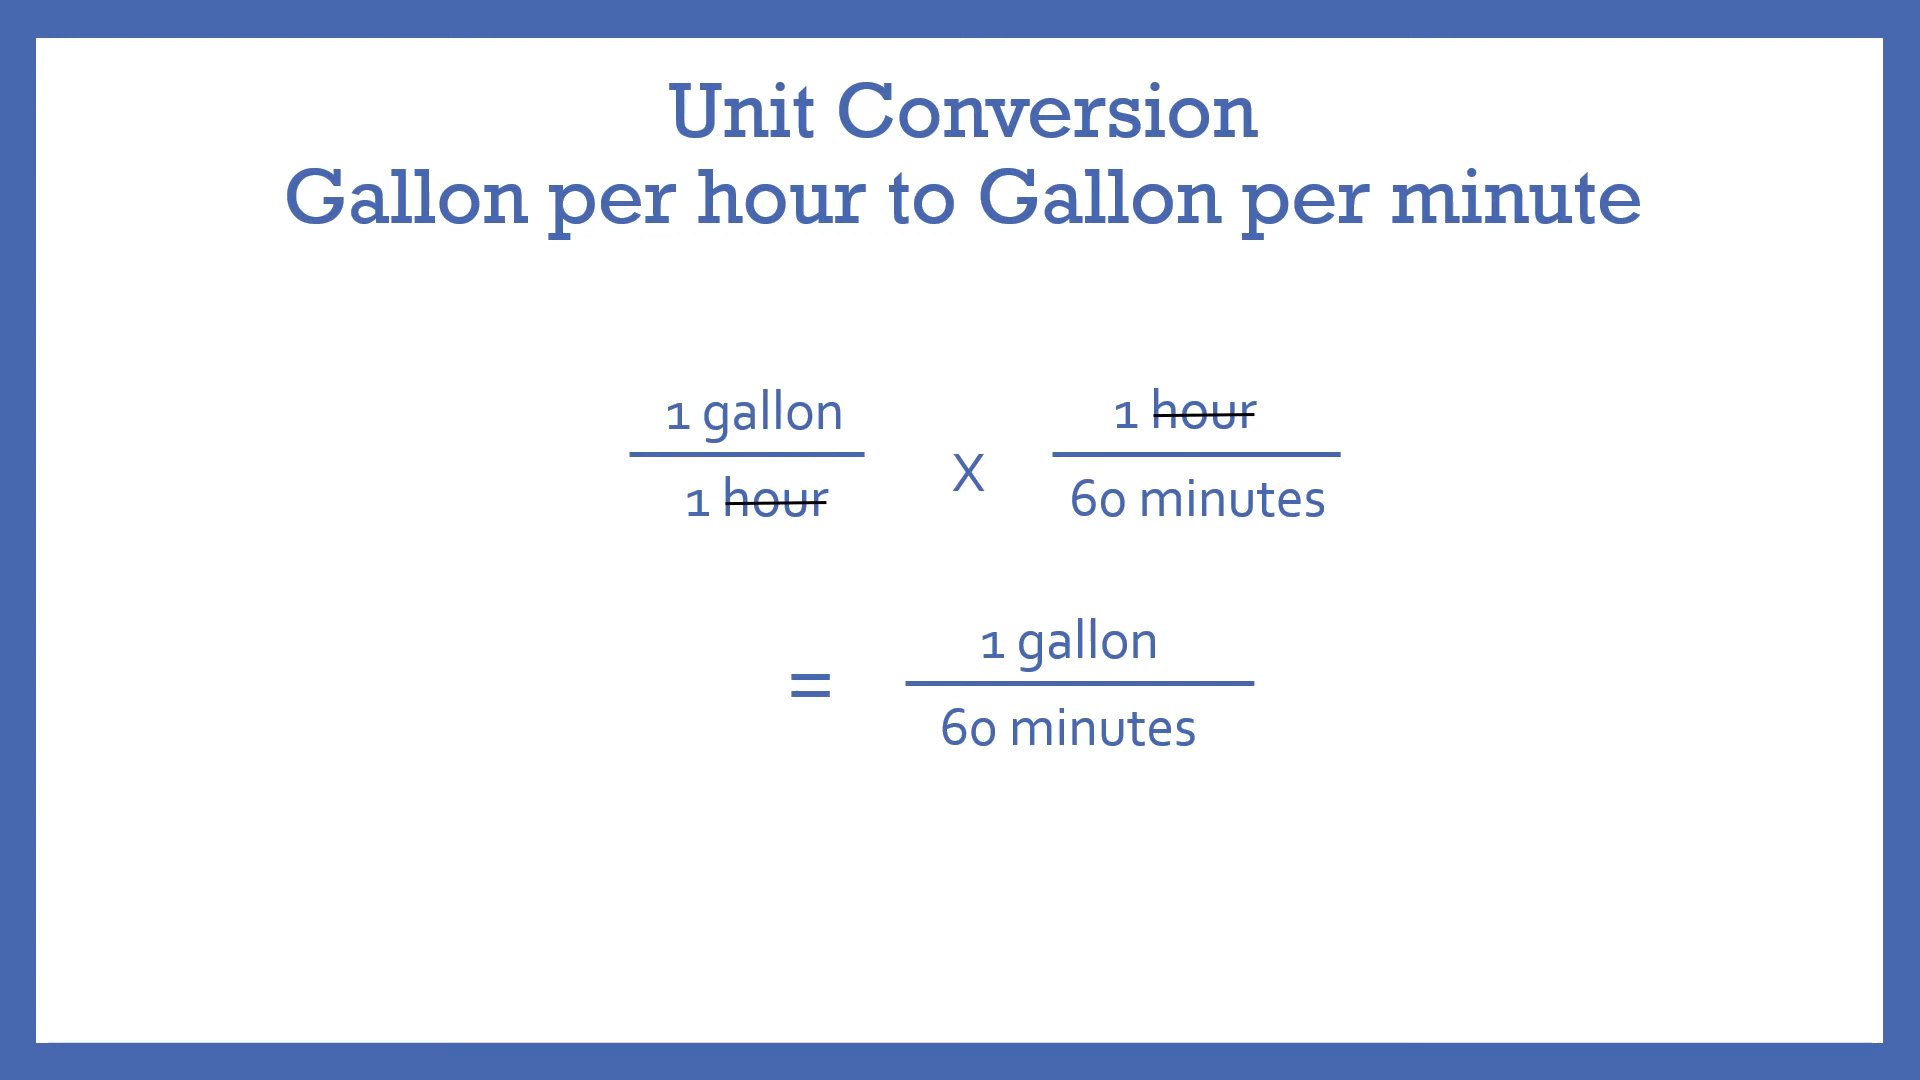 Unit Conversion
Gallon per hour to Gallon per minute
1 gallon
1 hour
X
1 hour
60 minutes
=
1 gallon
60 minutes